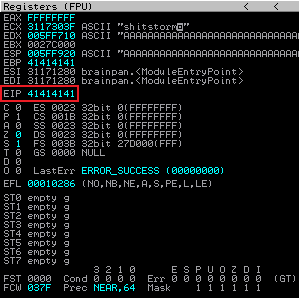 Registers (FPU) < <
EAX FFFFFFFF
ECX 3117303F ASCII "shitstorm
EDX 005FF710 ASCII "AAAAAAAAAAAAAAAAAAAAAAAAAAA
EBX 0027C000
ESP 005FF920 ASCII "AAAAAAAAAAAAAAAAAAAAAAAAAAA
EBP 41414141
ESI 31171280 brainpan.<ModuleEntryPoint>
EDI 31171280 brainpan.<ModuleEntryPoint>
EIP 41414141
C 0 ES 0023 32bit 0(FFFFFFFF)
P 1 CS 001B 32bit 0(FFFFFFFF)
A 0 SS 0023 32bit 0(FFFFFFFF)
Z 0 DS 0023 32bit 0(FFFFFFFF)
S 1 FS 003B 32bit 27D000(FFF)
T 0 GS 0000 NULL
D 0
O 0 LastErr ERROR_SUCCESS (00000000)
EFL 00010286 (NO,NB,NE,A,S,PE,L,LE)
ST0 empty g
ST1 empty g
ST2 empty g
ST3 empty g
ST4 empty g
ST5 empty g
ST6 empty g
ST7 empty g
3 2 1 0 E S P U O Z D I
FST 0000 Cond 0 0 0 0 Err 0 0 0 0 0 0 0 0 (GT)
FCW 037F Prec NEAR,64 Mask 1 1 1 1 1 1